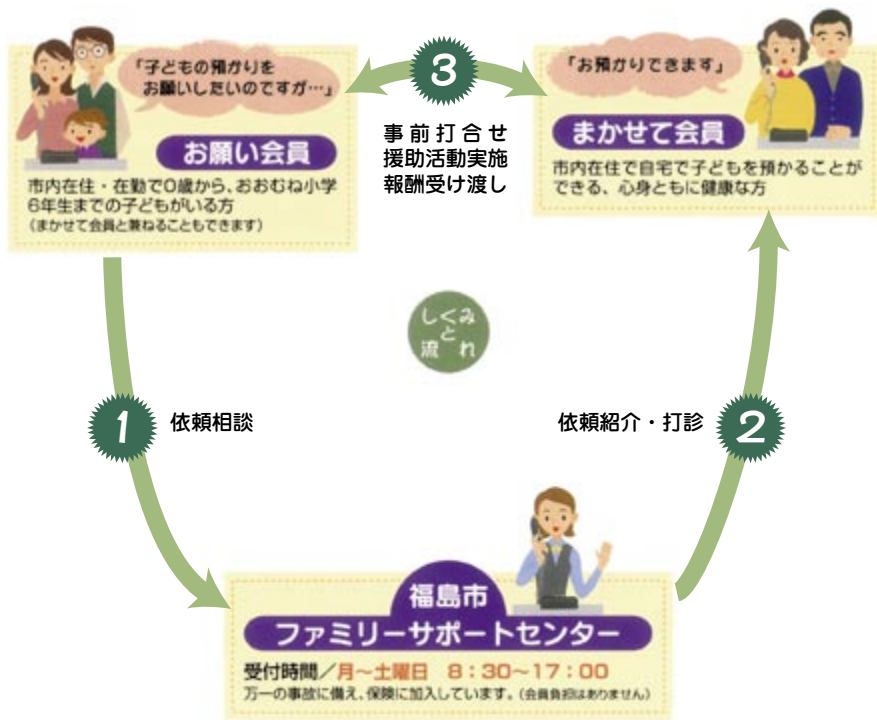 「子どもの預かりを
お願いしたいのですが…」
お願い会員
市内在住・在勤で0歳から、おおむね小学
6年生までの子どもがいる方
（まかせて会員と兼ねることもできます）
3
事前打合せ
援助活動実施
報酬受け渡し
「お預かりできます」
まかせて会員
市内在住で自宅で子どもを預かることが
できる、心身ともに健康な方
しくみ
と
流れ
1
依頼相談
依頼紹介・打診
2
福島市
ファミリーサポートセンター
受付時間／月～土曜日 8：30～17：00
万一の事故に備え、保険に加入しています。（会員負担はありません）